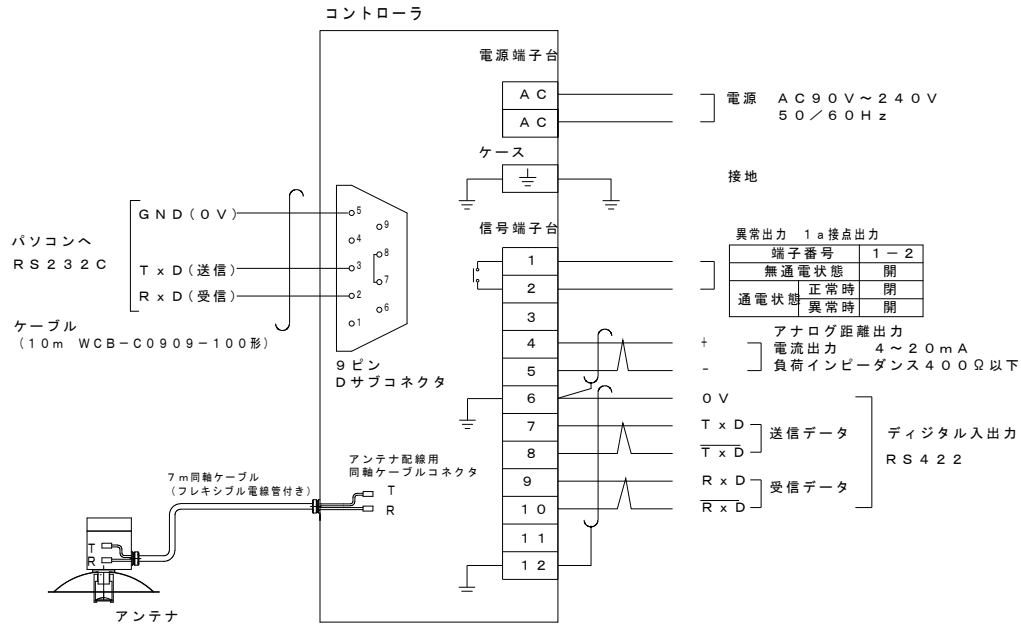 コントローラ
電源端子台
AC
AC
電源 AC90V～240V
50／60Hz
ケース
接地
信号端子台
1
2
3
4
5
6
7
8
9
10
11
12
異常出力 1a接点出力
端子番号 1－2
無通電状態 開
通電状態 正常時 閉
異常時 開
アナログ距離出力
+
-
電流出力 4～20mA
負荷インピーダンス400Ω以下
0V
TxD
TxD
送信データ
RxD
RxD
受信データ
ディジタル入出力
RS422
パソコンへ
RS232C
GND(0V)
TxD(送信)
RxD(受信)
5
9
4
8
3
7
2
6
1
ケーブル
(10m WCB-C0909-100形)
9ピン
Dサブコネクタ
アンテナ配線用
同軸ケーブルコネクタ
T
R
7m同軸ケーブル
(フレキシブル電線管付き)
T
R
アンテナ